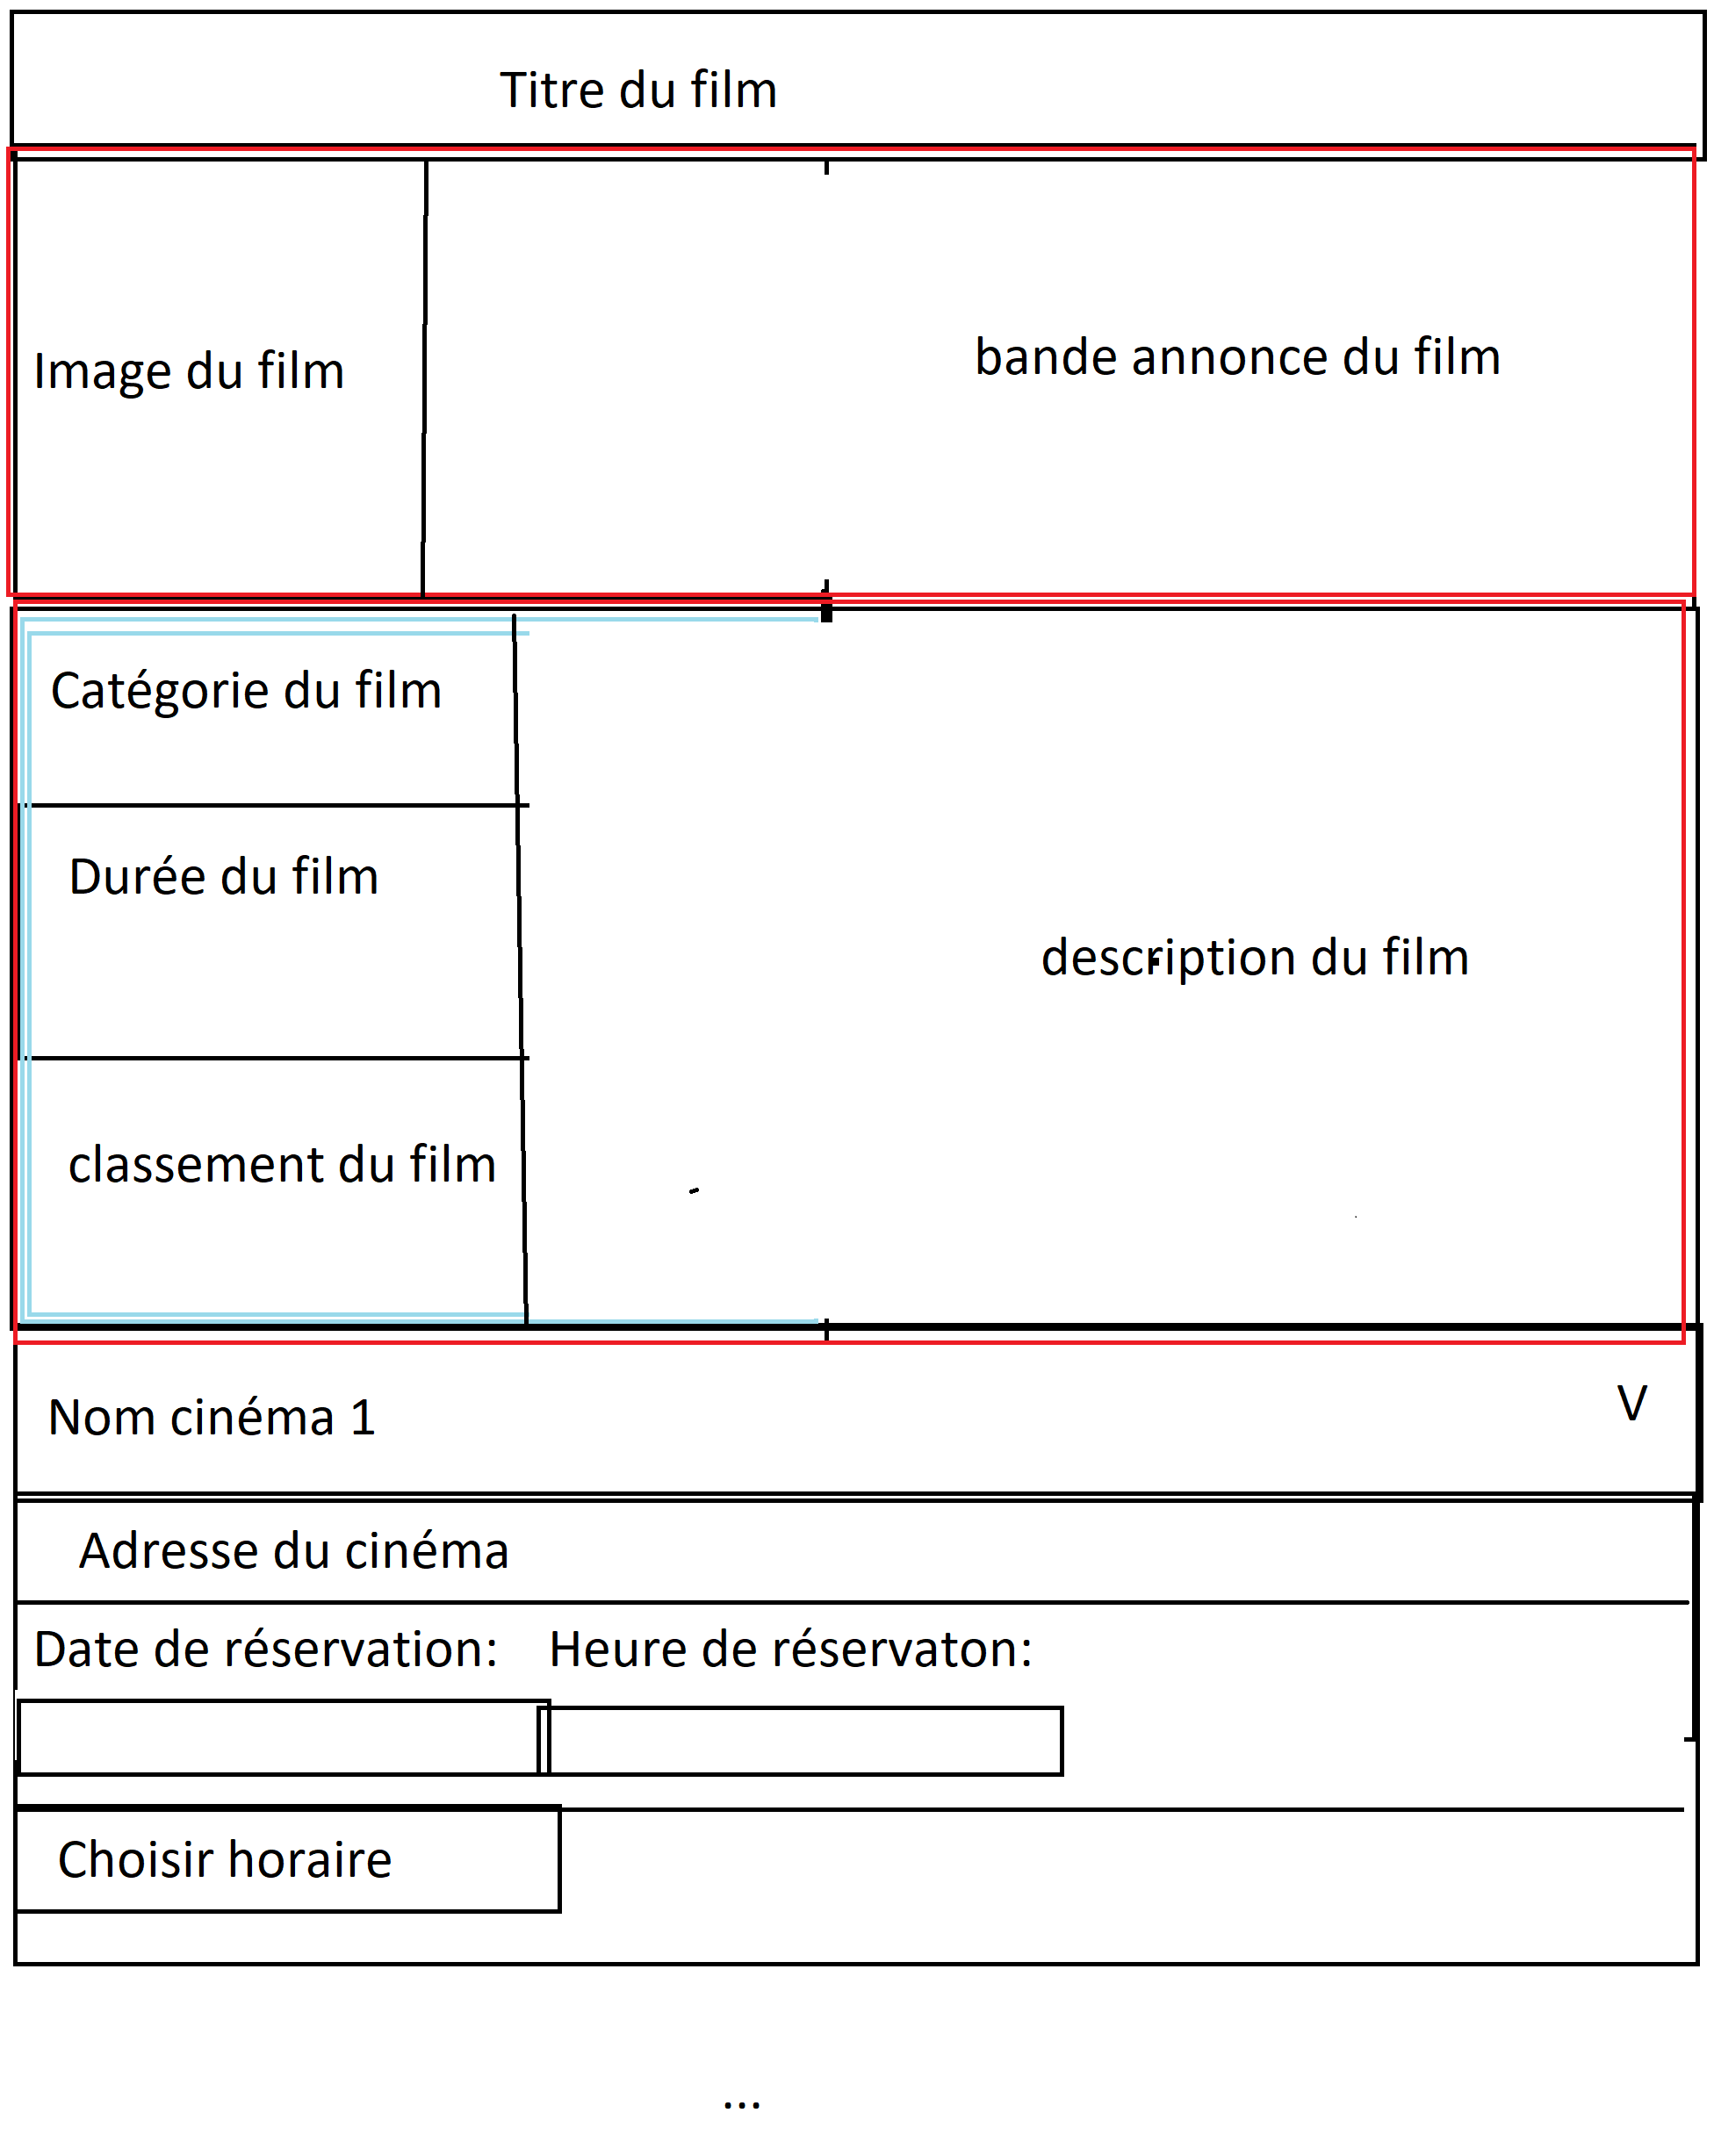 Titre du film
Image du film
bande annonce du film
Catégorie du film
Durée du film
description du film
classement du film
Nom cinéma 1 V
Adresse du cinéma
Date de réservation: Heure de réservaton:
Choisir horaire
...